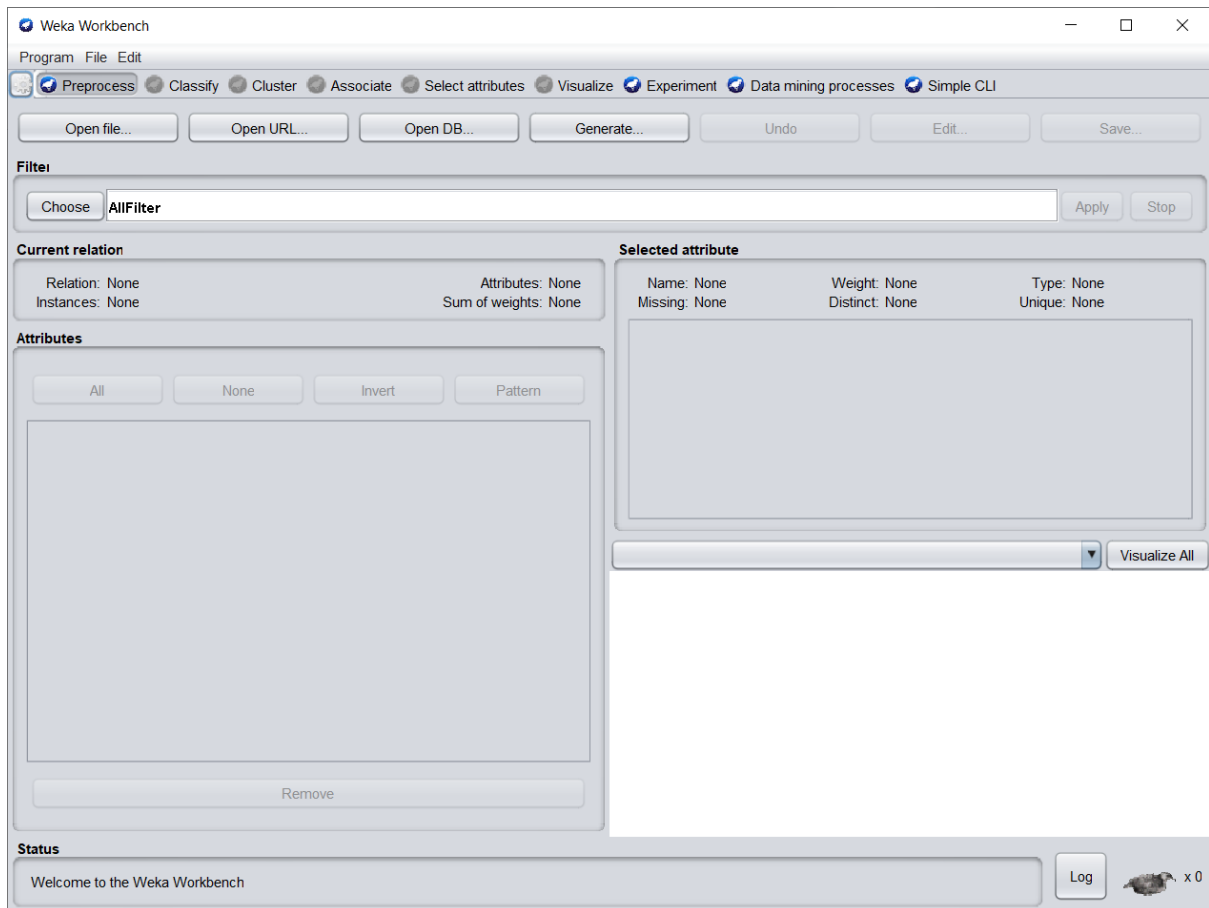 Weka Workbench
Program File Edit
Preprocess Classify Cluster Associate Select attributes Visualize Experiment Data mining processes Simple CLI
Open file... Open URL... Open DB... Generate... Undo Edit... Save...
Filter
Choose AllFilter Apply Stop
Current relation
Relation: None Attributes: None
Instances: None Sum of weights: None
Selected attribute
Name: None Weight: None Type: None
Missing: None Distinct: None Unique: None
Attributes
All None Invert Pattern
Visualize All
Remove
Status
Welcome to the Weka Workbench
Log x 0